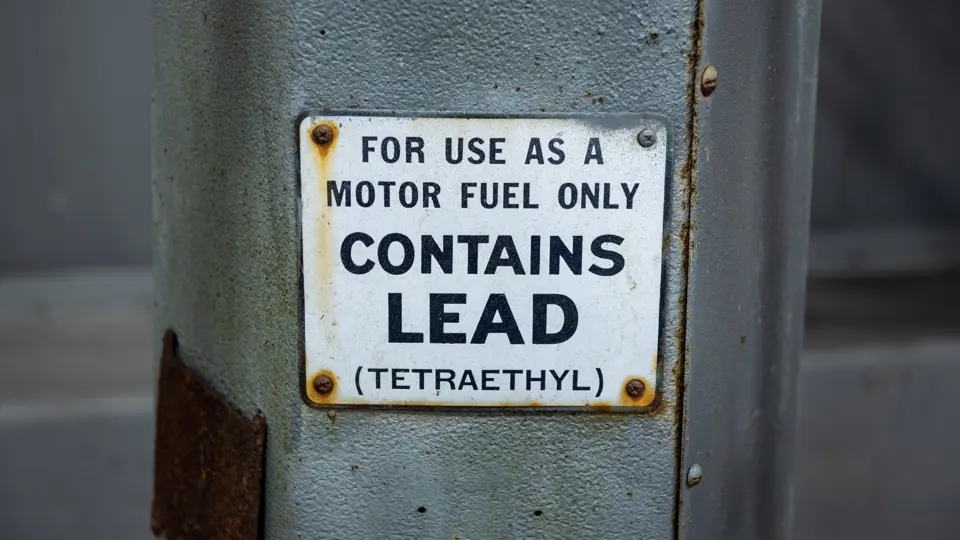 FOR USE AS A
MOTOR FUEL ONLY
CONTAINS
LEAD
(TETRAETHYL)